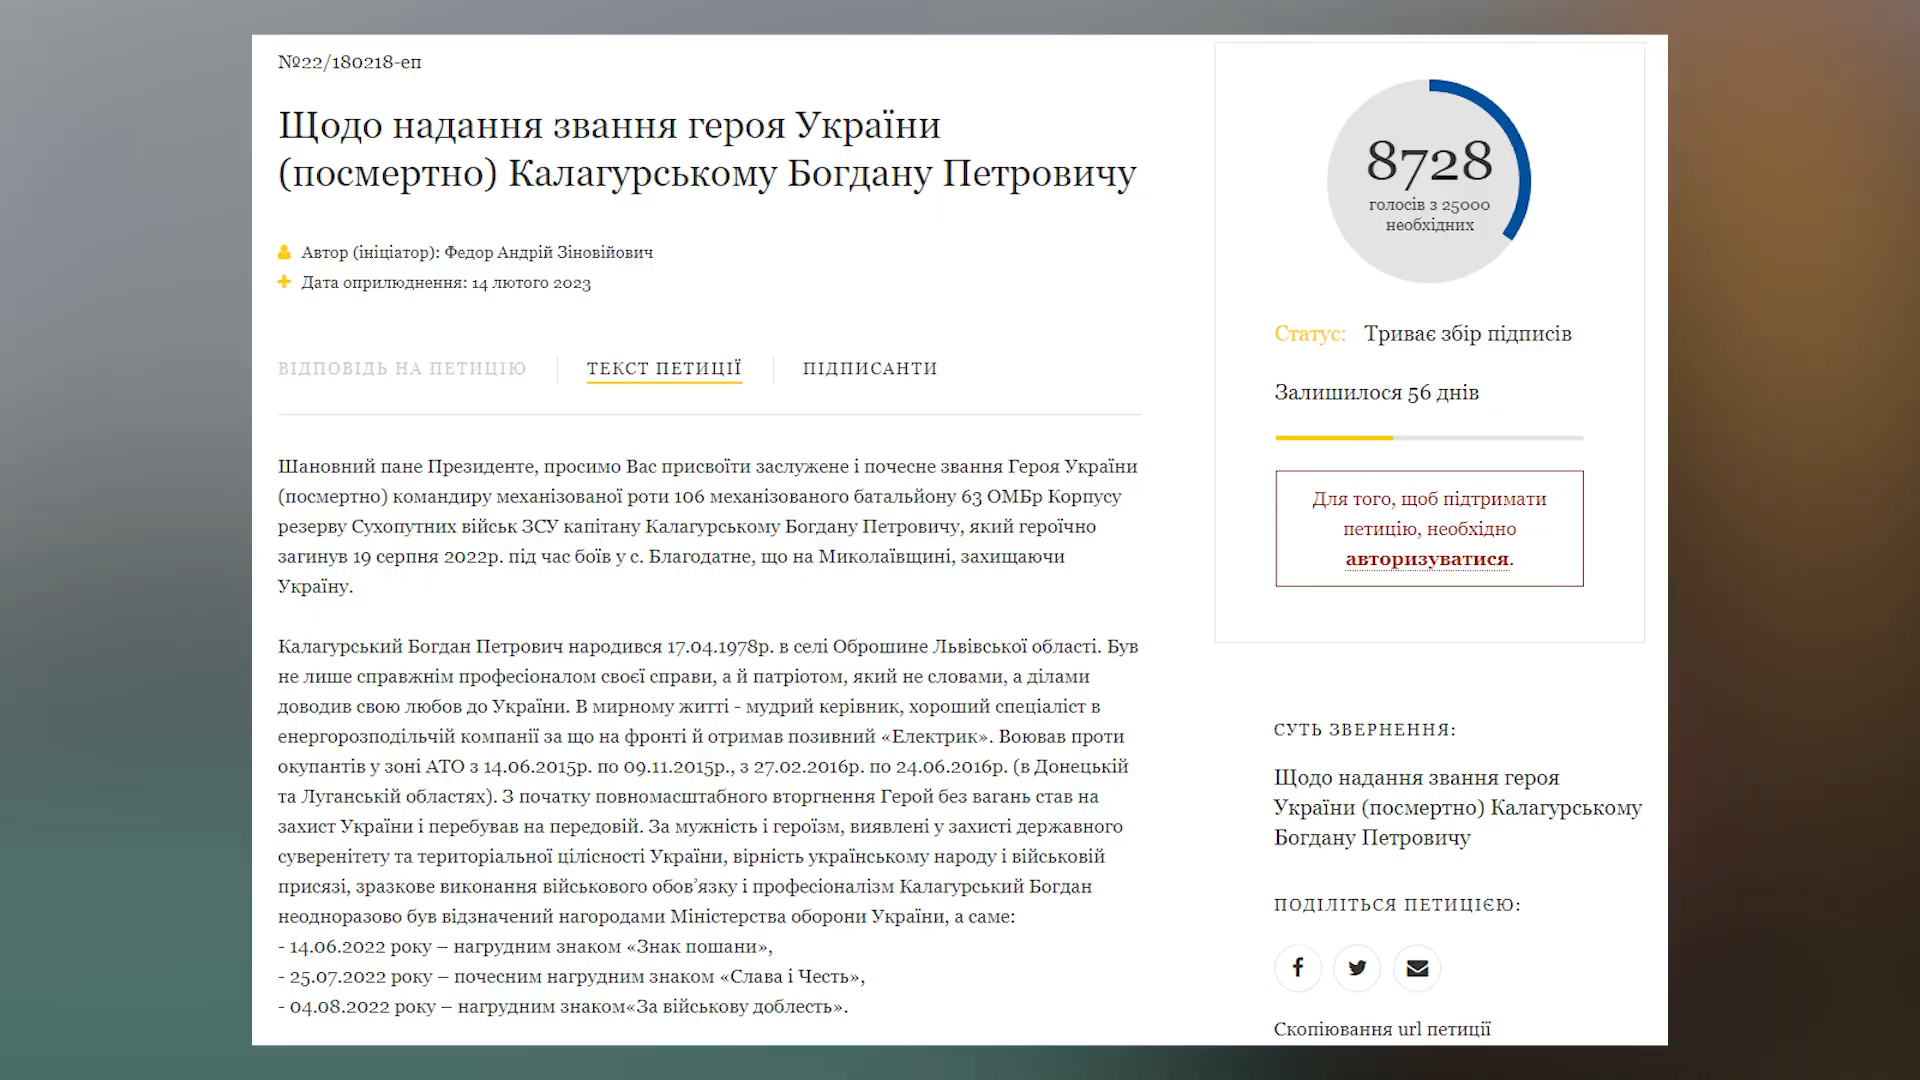 №22/180218-еп
Щодо надання звання героя України
(посмертно) Калагурському Богдану Петровичу
Автор (ініціатор): Федор Андрій Зіновійович
Дата оприлюднення: 14 лютого 2023
ВІДПОВІДЬ НА ПЕТИЦІЮ
ТЕКСТ ПЕТИЦІЇ
ПІДПИСАНТИ
Шановний пане Президенте, просимо Вас присвоїти заслужене і почесне звання Героя України
(посмертно) командиру механізованої роти 106 механізованого батальйону 63 ОМБр Корпусу
резерву Сухопутних військ ЗСУ капітану Калагурському Богдану Петровичу, який героїчно
загинув 19 серпня 2022р. під час боїв у с. Благодатне, що на Миколаївщині, захищаючи
Україну.
Калагурський Богдан Петрович народився 17.04.1978р. в селі Оброшине Львівської області. Був
не лише справжнім професіоналом своєї справи, а й патріотом, який не словами, а ділами
доводив свою любов до України. В мирному житті - мудрий керівник, хороший спеціаліст в
енергорозподільчій компанії за що на фронті й отримав позивний «Електрик». Воював проти
окупантів у зоні АТО з 14.06.2015р. по 09.11.2015р., з 27.02.2016р. по 24.06.2016р. (в Донецькій
та Луганській областях). З початку повномасштабного вторгнення Герой без вагань став на
захист України і перебував на передовій. За мужність і героїзм, виявлені у захисті державного
суверенітету та територіальної цілісності України, вірність українському народу і військовій
присязі, зразкове виконання військового обов’язку і професіоналізм Калагурський Богдан
неодноразово був відзначений нагородами Міністерства оборони України, а саме:
- 14.06.2022 року – нагрудним знаком «Знак пошани»,
- 25.07.2022 року – почесним нагрудним знаком «Слава і Честь»,
- 04.08.2022 року – нагрудним знаком«За військову доблесть».
8728
голосів з 25000
необхідних
Статус: Триває збір підписів
Залишилося 56 днів
Для того, щоб підтримати
петицію, необхідно
авторизуватися.
СУТЬ ЗВЕРНЕННЯ:
Щодо надання звання героя
України (посмертно) Калагурському
Богдану Петровичу
ПОДІЛІТЬСЯ ПЕТИЦІЄЮ:
Скопіювання url петиції